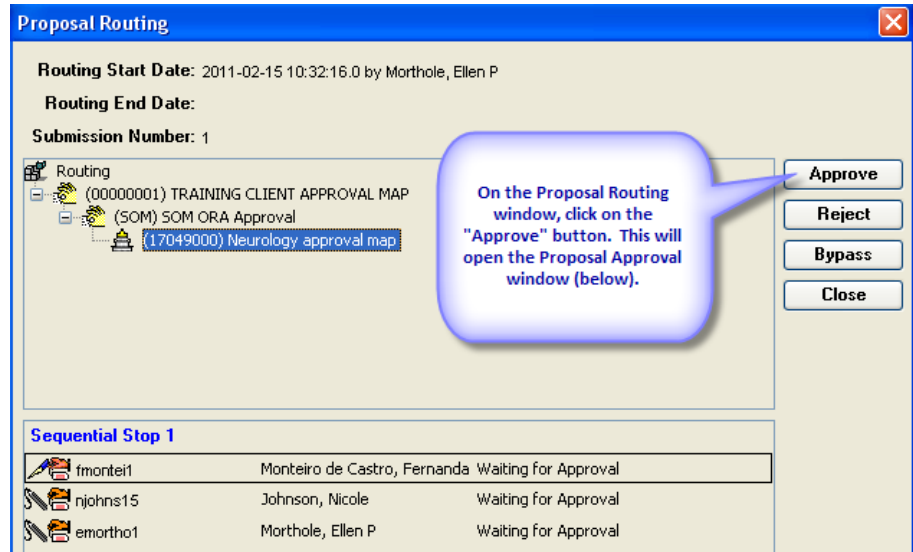 Proposal Routing
Routing Start Date: 2011-02-15 10:32:16.0 by Morthole, Ellen P
Routing End Date:
Submission Number: 1
Routing
(00000001) TRAINING CLIENT APPROVAL MAP
(SOM) SOM ORA Approval
(17049000) Neurology approval map
On the Proposal Routing
window, click on the
"Approve" button. This will
open the Proposal Approval
window (below).
Approve
Reject
Bypass
Close
Sequential Stop 1
fmontei1 Monteiro de Castro, Fernanda Waiting for Approval
njohns15 Johnson, Nicole Waiting for Approval
emortho1 Morthole, Ellen P Waiting for Approval